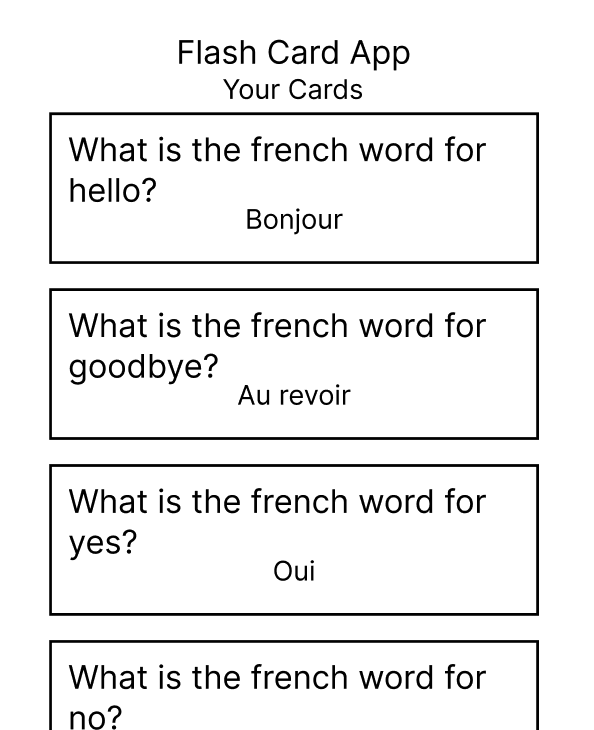 Flash Card App
Your Cards
What is the french word for
hello?
Bonjour
What is the french word for
goodbye?
Au revoir
What is the french word for
yes?
Oui
What is the french word for
no?